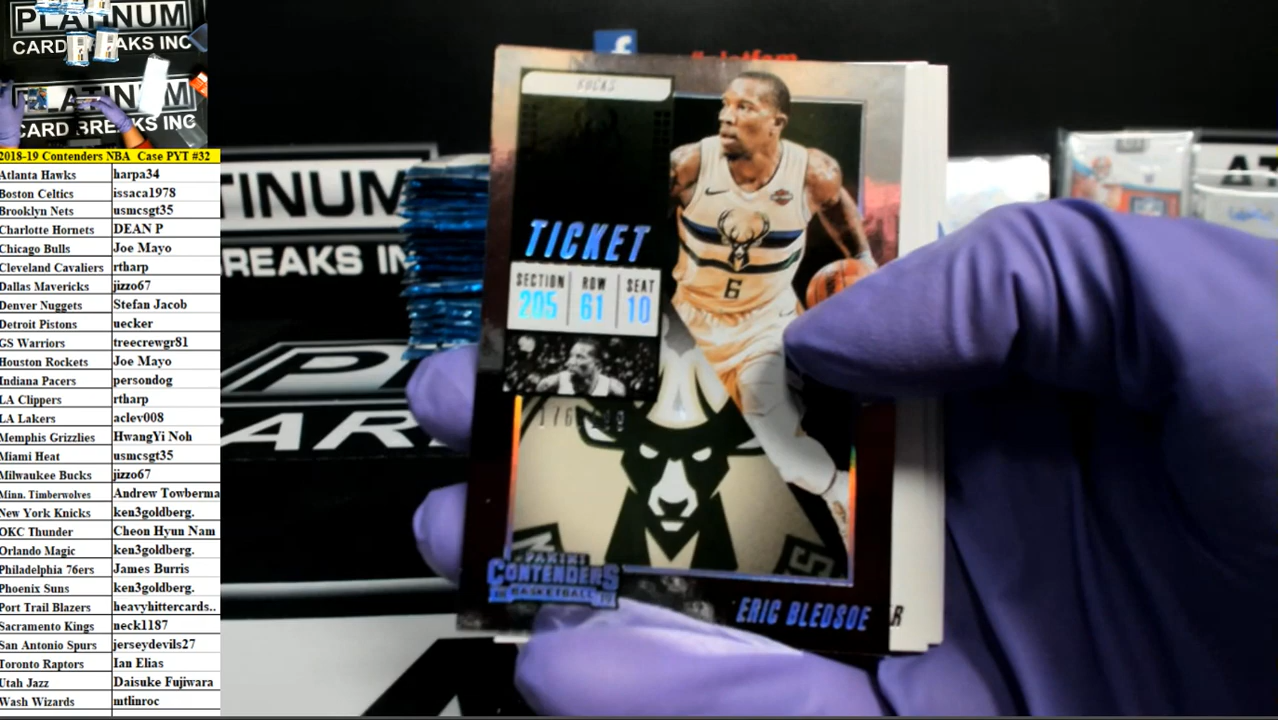 PLATINUM
CARD BREAKS INC
PLATINUM
CARD BREAKS INC
2018-19 Contenders NBA Case PYT #32
Atlanta Hawks harpa34
Boston Celtics issaca1978
Brooklyn Nets usmcsgt35
Charlotte Hornets DEAN P
Chicago Bulls Joe Mayo
Cleveland Cavaliers rtharp
Dallas Mavericks jizzo67
Denver Nuggets Stefan Jacob
Detroit Pistons uecker
GS Warriors treecrewgr81
Houston Rockets Joe Mayo
Indiana Pacers persondog
LA Clippers rtharp
LA Lakers aclev008
Memphis Grizzlies HwangYi Noh
Miami Heat usmcsgt35
Milwaukee Bucks jizzo67
Minn. Timberwolves Andrew Towberma
New York Knicks ken3goldberg.
OKC Thunder Cheon Hyun Nam
Orlando Magic ken3goldberg.
Philadelphia 76ers James Burris
Phoenix Suns ken3goldberg.
Port Trail Blazers heavyhittercards..
Sacramento Kings neck1187
San Antonio Spurs jerseydevils27
Toronto Raptors Ian Elias
Utah Jazz Daisuke Fujiwara
Wash Wizards mtlinroc
f
TINUM
BREAKS IN
AT
BUCKS
TICKET
SECTION ROW SEAT
205 61 10
6
PANINI
CONTENDERS
BASKETBALL
ERIC BLEDSOE
R